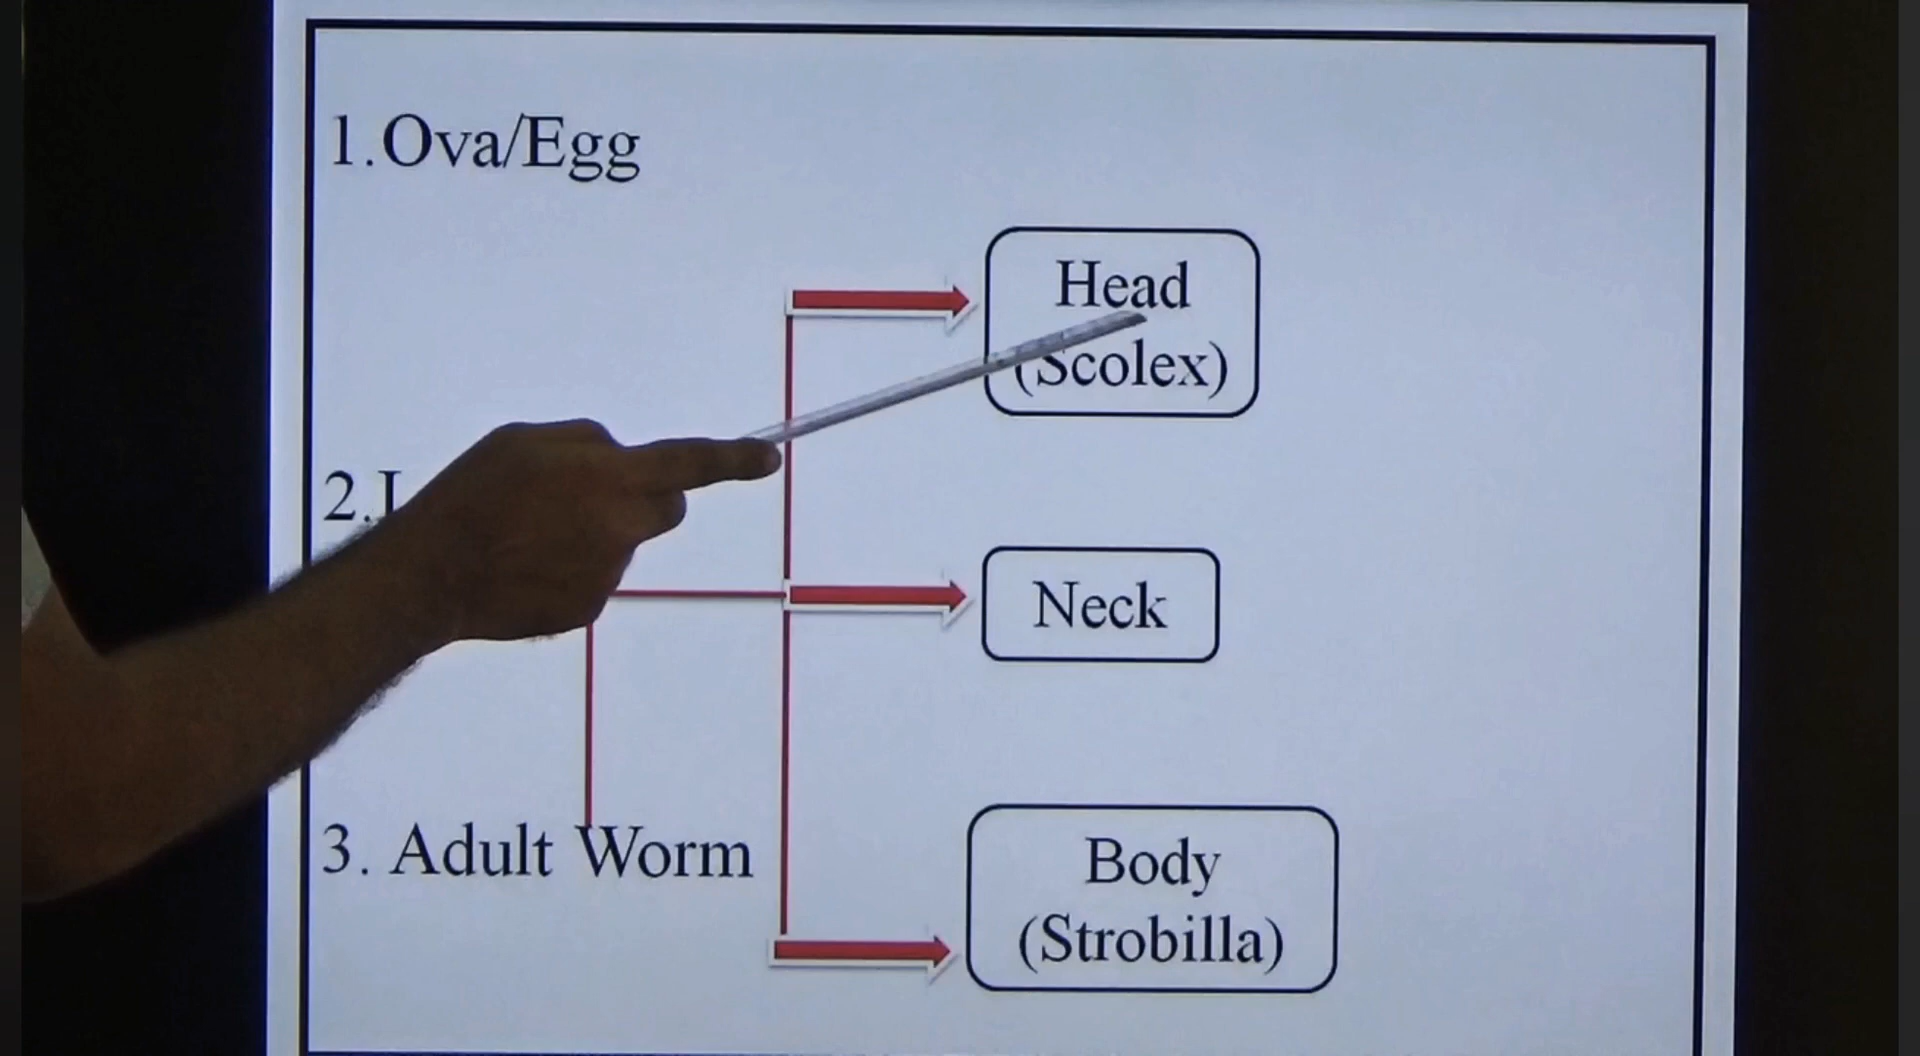 1.Ova/Egg
Head
(Scolex)
2.
Neck
3. Adult Worm
Body
(Strobilla)